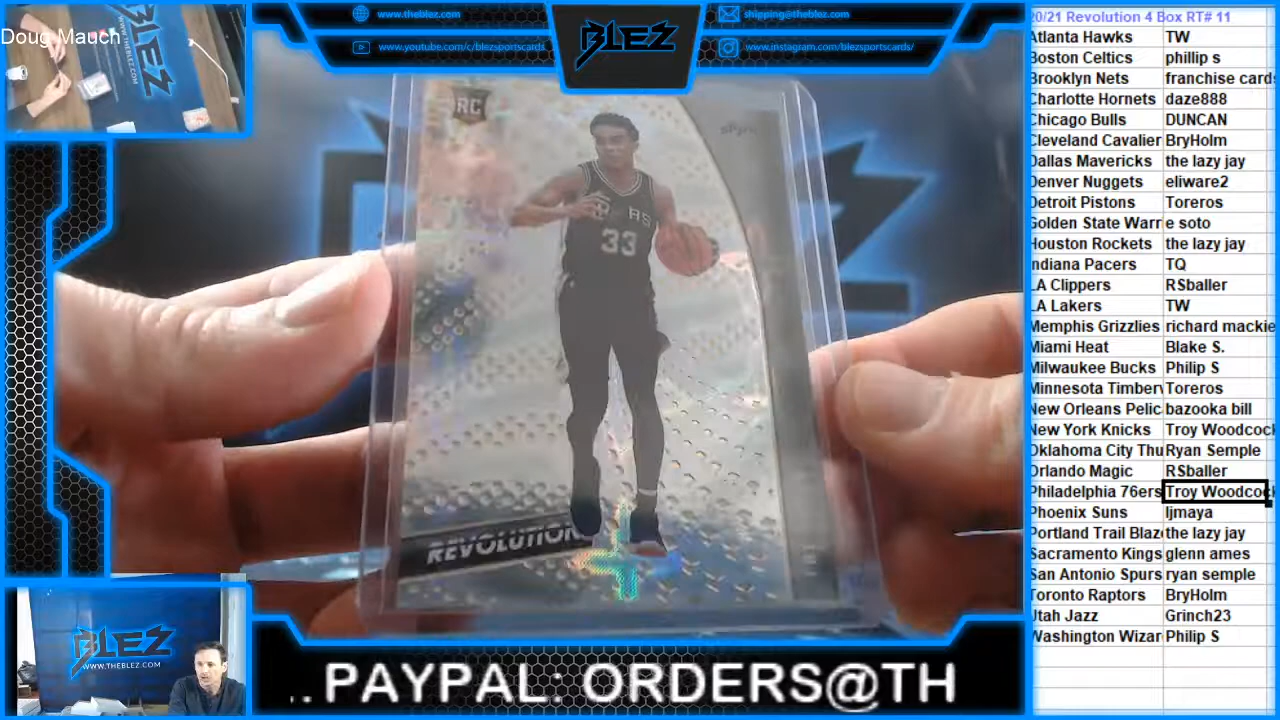 Doug Mauch
www.theblez.com
www.youtube.com/c/blezsportscards
BLEZ
shipping@theblez.com
www.instagram.com/blezsportscards/
20/21 Revolution 4 Box RT# 11
Atlanta Hawks TW
Boston Celtics phillip s
Brooklyn Nets franchise cards
Charlotte Hornets daze888
Chicago Bulls DUNCAN
Cleveland Cavalier BryHolm
Dallas Mavericks the lazy jay
Denver Nuggets eliware2
Detroit Pistons Toreros
Golden State Warr e soto
Houston Rockets the lazy jay
Indiana Pacers TQ
LA Clippers RSballer
LA Lakers TW
Memphis Grizzlies richard mackie
Miami Heat Blake S.
Milwaukee Bucks Philip S
Minnesota Timberv Toreros
New Orleans Pelic bazooka bill
New York Knicks Troy Woodcock
Oklahoma City Thu Ryan Semple
Orlando Magic RSballer
Philadelphia 76ers Troy Woodcock
Phoenix Suns ljmaya
Portland Trail Blaz the lazy jay
Sacramento Kings glenn ames
San Antonio Spurs ryan semple
Toronto Raptors BryHolm
Utah Jazz Grinch23
Washington Wizar Philip S
RC
33
REVOLUTION
BLEZ
BLEZ
WWW.THEBLEZ.COM
.. PAYPAL: ORDERS@TH